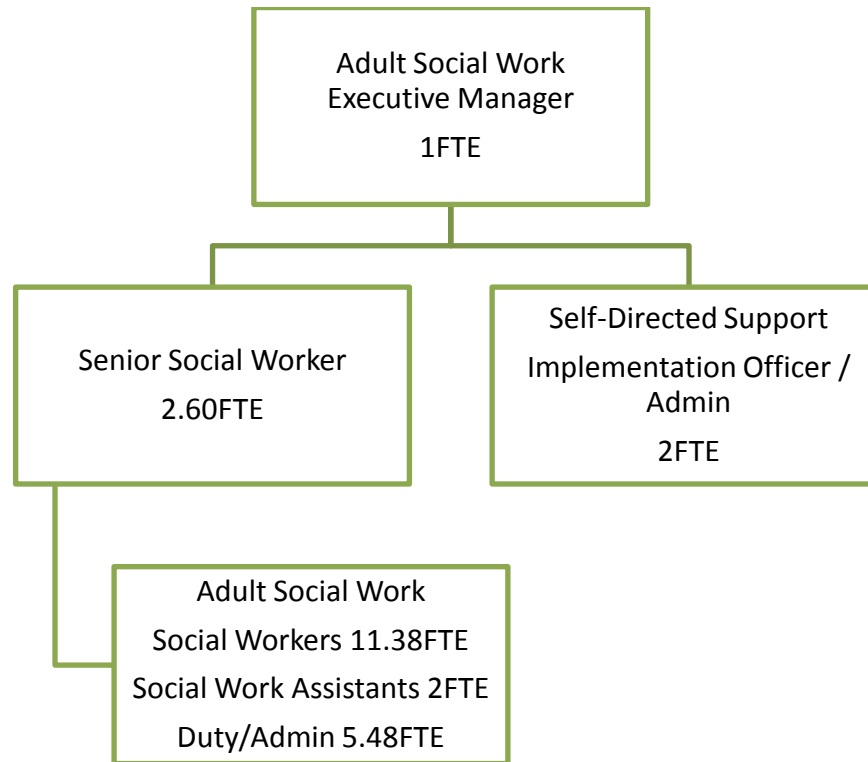 Adult Social Work
Executive Manager
1FTE
Senior Social Worker
2.60FTE
Self-Directed Support
Implementation Officer /
Admin
2FTE
Adult Social Work
Social Workers 11.38FTE
Social Work Assistants 2FTE
Duty/Admin 5.48FTE